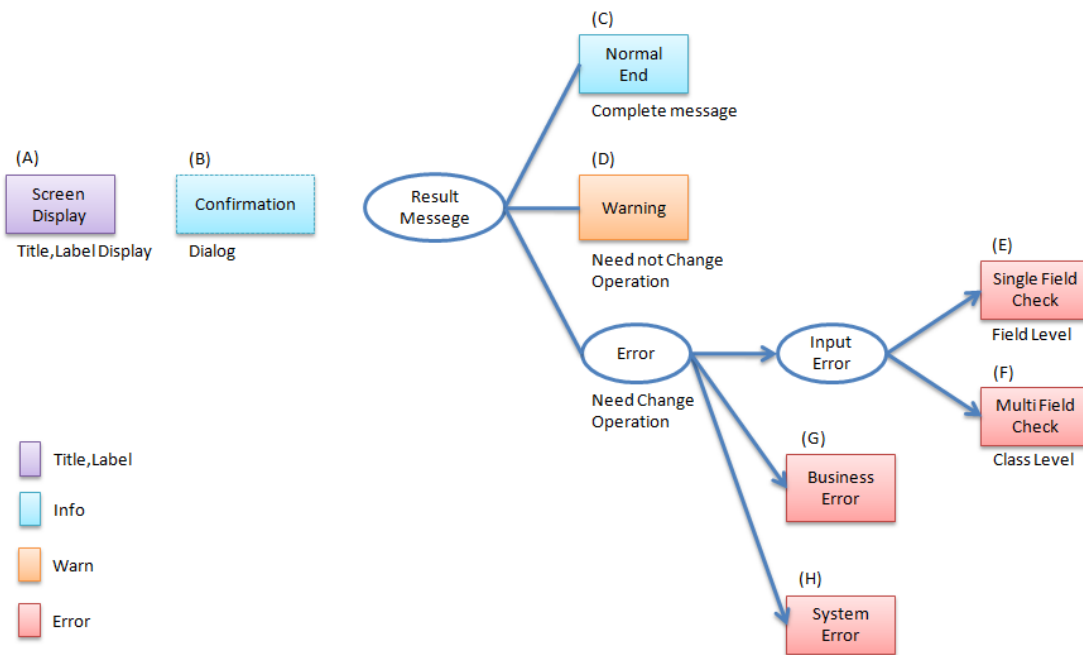 (A)
Screen
Display
Title,Label Display
(B)
Confirmation
Dialog
Result
Messege
(C)
Normal
End
Complete message
(D)
Warning
Need not Change
Operation
Error
Need Change
Operation
Input
Error
(E)
Single Field
Check
Field Level
(F)
Multi Field
Check
Class Level
(G)
Business
Error
(H)
System
Error
Title,Label
Info
Warn
Error